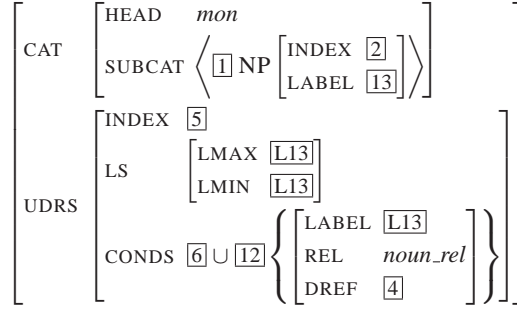 HEAD mon
CAT
SUBCAT ⟨ 1 NP [ INDEX 2
LABEL 13 ] ⟩
INDEX 5
LS [ LMAX L13
LMIN L13 ]
UDRS
CONDS 6 ∪ 12 { [ LABEL L13
REL noun_rel
DREF 4 ] }